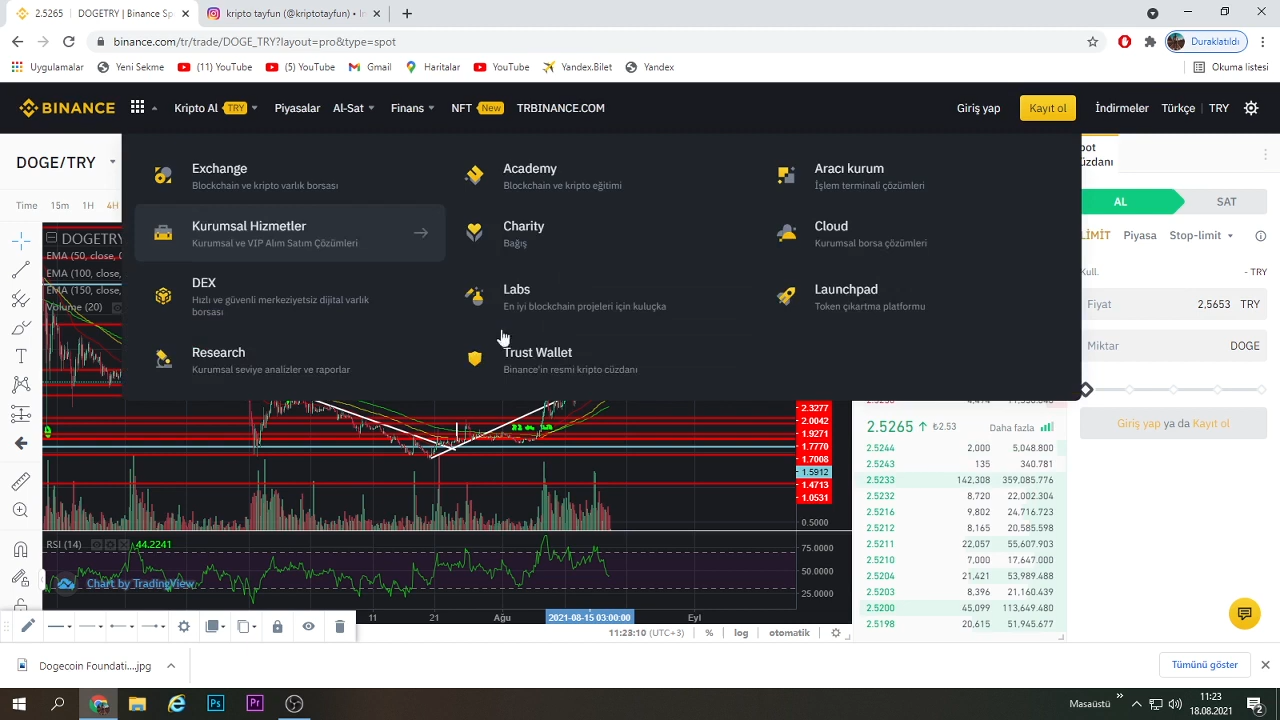 2.5265 | DOGETRY | Binance Sp
kripto tayfun (@kriptotayfun) • In
binance.com/tr/trade/DOGE_TRY?layout=pro&type=spot
Duraklatıldı
Uygulamalar
Yeni Sekme
(11) YouTube
(5) YouTube
Gmail
Haritalar
YouTube
Yandex.Bilet
Yandex
Okuma listesi
BINANCE
Kripto Al TRY
Piyasalar
Al-Sat
Finans
NFT New
TRBINANCE.COM
Giriş yap
Kayıt ol
İndirmeler
Türkçe | TRY
DOGE/TRY
Exchange
Blockchain ve kripto varlık borsası
Academy
Blockchain ve kripto eğitimi
Aracı kurum
İşlem terminali çözümleri
Kurumsal Hizmetler
Kurumsal ve VIP Alım Satım Çözümleri
Charity
Bağış
Cloud
Kurumsal borsa çözümleri
DEX
Hızlı ve güvenli merkeziyetsiz dijital varlık
borsası
Labs
En iyi blockchain projeleri için kuluçka
Launchpad
Token çıkartma platformu
Research
Kurumsal seviye analizler ve raporlar
Trust Wallet
Binance'in resmi kripto cüzdanı
Time 15m 1H 4H
DOGETRY
EMA (50, close, 0
EMA (100, close,
EMA (150, close,
Volume (20)
pot
üzdanı
AL
SAT
LİMİT Piyasa Stop-limit
Kull. - TRY
Fiyat 2,5653 TRY
Miktar DOGE
Giriş yap ya da Kayıt ol
2.3277
2.0042
1.9271
1.7770
1.7008
1.5912
1.4713
1.0531
0.5000
2.5265 ↑ ₺2.53 Daha fazla
2.5244 2,000 5,048.800
2.5243 135 340.781
2.5233 142,308 359,085.776
2.5232 8,720 22,002.304
2.5216 9,802 24,716.723
2.5212 8,165 20,585.598
2.5211 22,057 55,607.903
2.5210 7,000 17,647.000
2.5204 21,421 53,989.488
2.5203 8,396 21,160.439
2.5200 45,099 113,649.480
2.5198 20,615 51,945.677
RSI (14) 44.2241
75.0000
50.0000
25.0000
Chart by TradingView
11 21 Ağu 2021-08-15 03:00:00 Eyl
11:23:10 (UTC+3) % log otomatik
Dogecoin Foundati....jpg
Tümünü göster
Masaüstü
11:23
18.08.2021
2